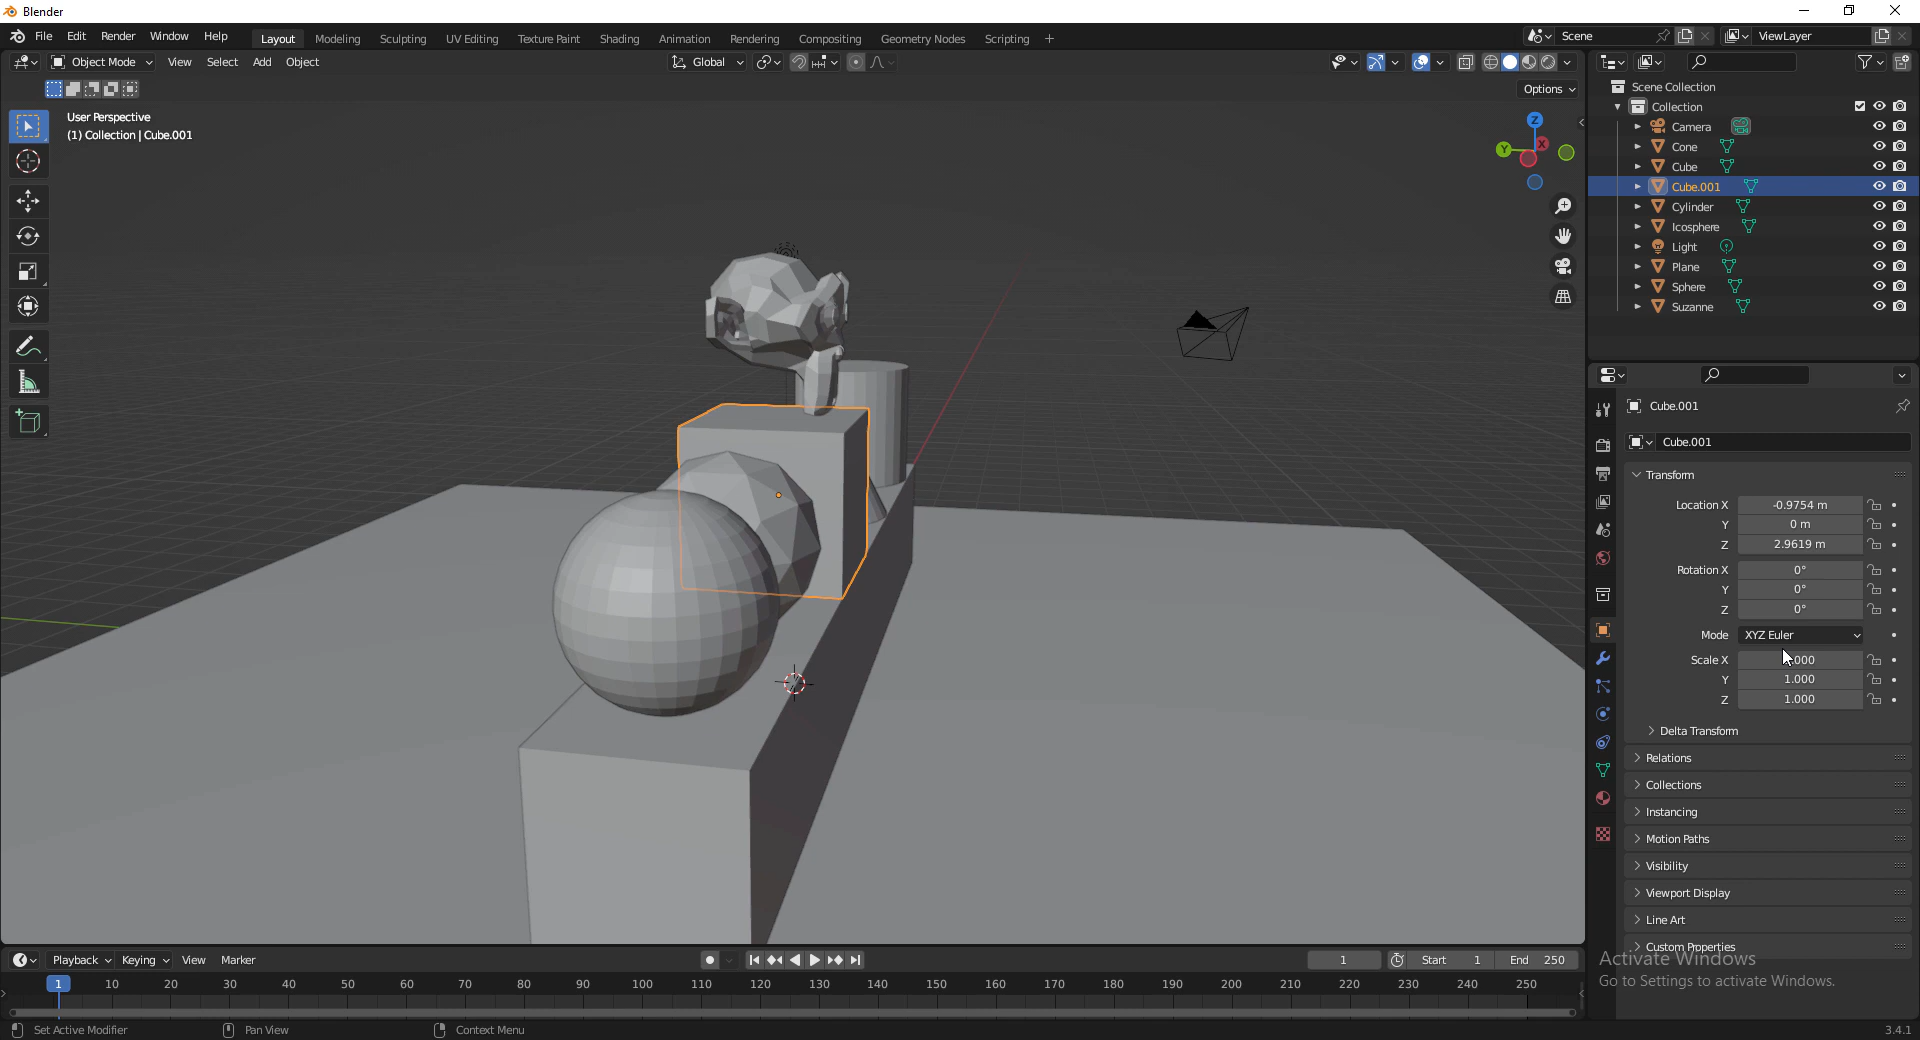 Blender
File Edit Render Window Help Layout Modeling Sculpting UV Editing Texture Paint Shading Animation Rendering Compositing Geometry Nodes Scripting + Scene ViewLayer
Object Mode View Select Add Object Global
Options
User Perspective
(1) Collection | Cube.001
Z
Y
X
Scene Collection
Collection
Camera
Cone
Cube
Cube.001
Cylinder
Icosphere
Light
Plane
Sphere
Suzanne
Cube.001
Cube.001
Transform
Location X -0.9754 m
Y 0 m
Z 2.9619 m
Rotation X 0°
Y 0°
Z 0°
Mode XYZ Euler
Scale X .000
Y 1.000
Z 1.000
Delta Transform
Relations
Collections
Instancing
Motion Paths
Visibility
Viewport Display
Line Art
Custom Properties
Activate Windows
Go to Settings to activate Windows.
Playback Keying View Marker 1 Start 1 End 250
1 10 20 30 40 50 60 70 80 90 100 110 120 130 140 150 160 170 180 190 200 210 220 230 240 250
Set Active Modifier Pan View Context Menu 3.4.1